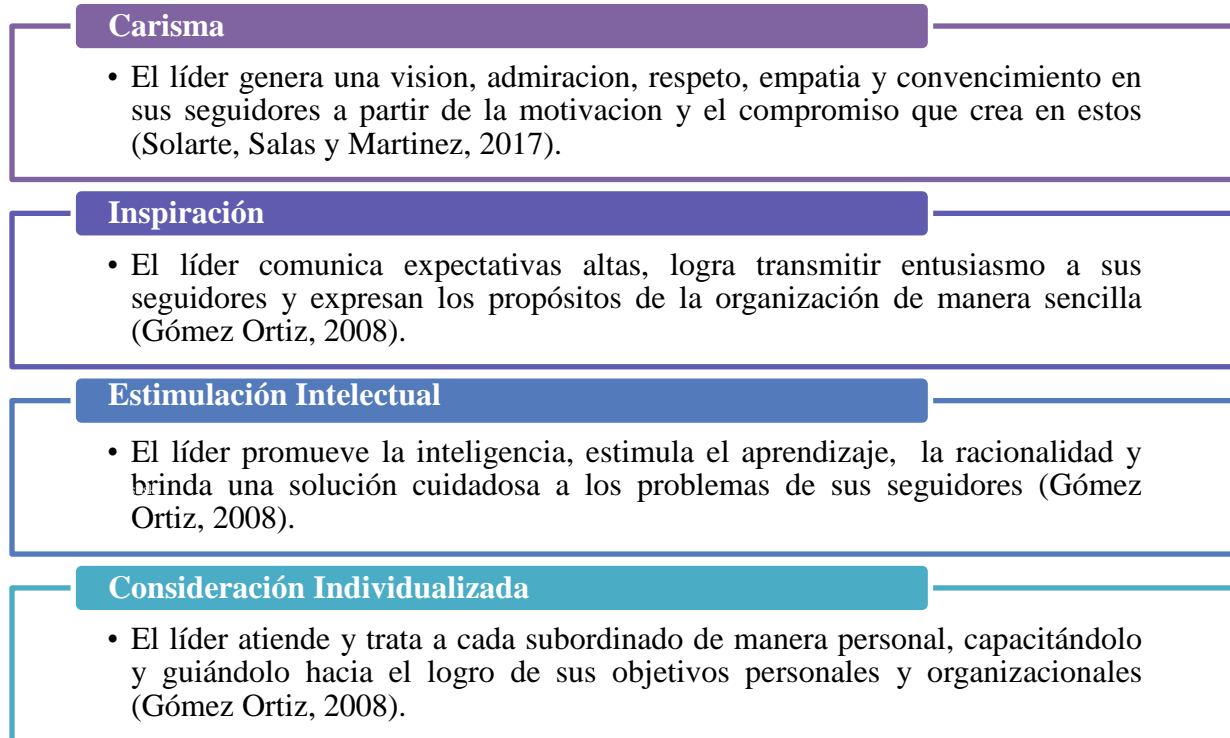 Carisma
• El líder genera una vision, admiracion, respeto, empatia y convencimiento en
sus seguidores a partir de la motivacion y el compromiso que crea en estos
(Solarte, Salas y Martinez, 2017).
Inspiración
• El líder comunica expectativas altas, logra transmitir entusiasmo a sus
seguidores y expresan los propósitos de la organización de manera sencilla
(Gómez Ortiz, 2008).
Estimulación Intelectual
• El líder promueve la inteligencia, estimula el aprendizaje, la racionalidad y
brinda una solución cuidadosa a los problemas de sus seguidores (Gómez
Ortiz, 2008).
Consideración Individualizada
• El líder atiende y trata a cada subordinado de manera personal, capacitándolo
y guiándolo hacia el logro de sus objetivos personales y organizacionales
(Gómez Ortiz, 2008).